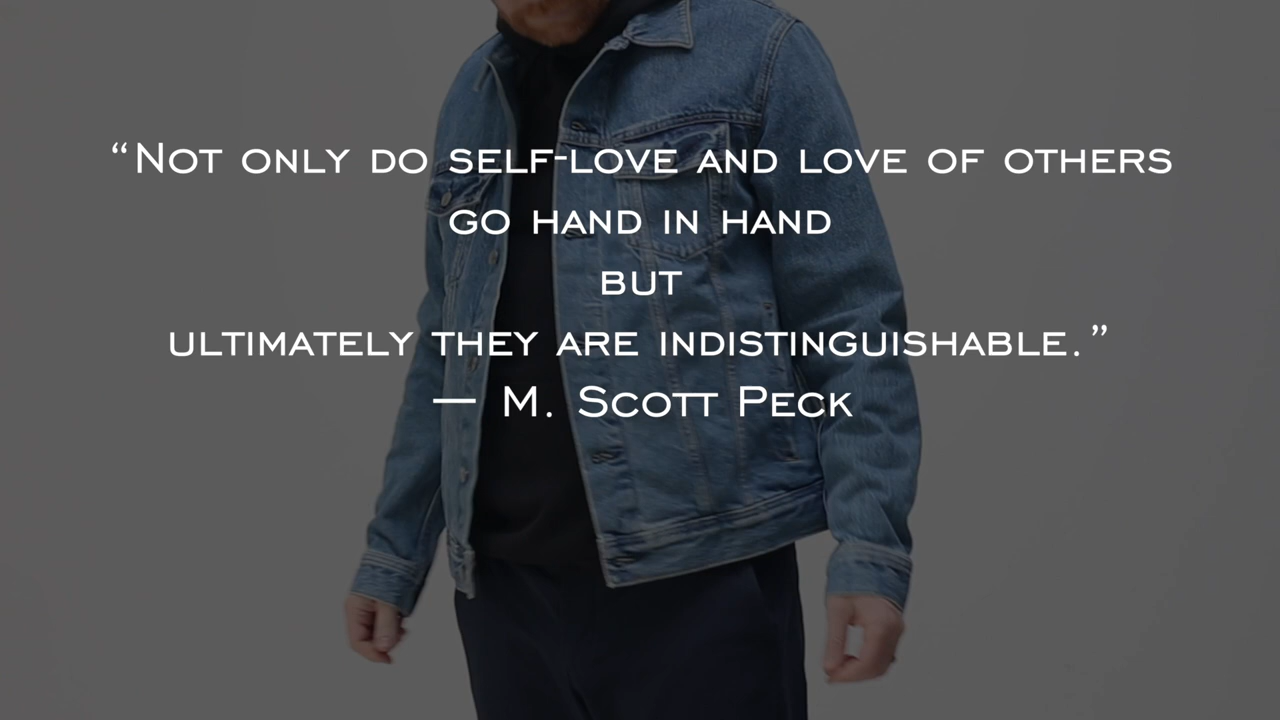 “Not only do self-love and love of others
go hand in hand
but
ultimately they are indistinguishable.”
— M. Scott Peck